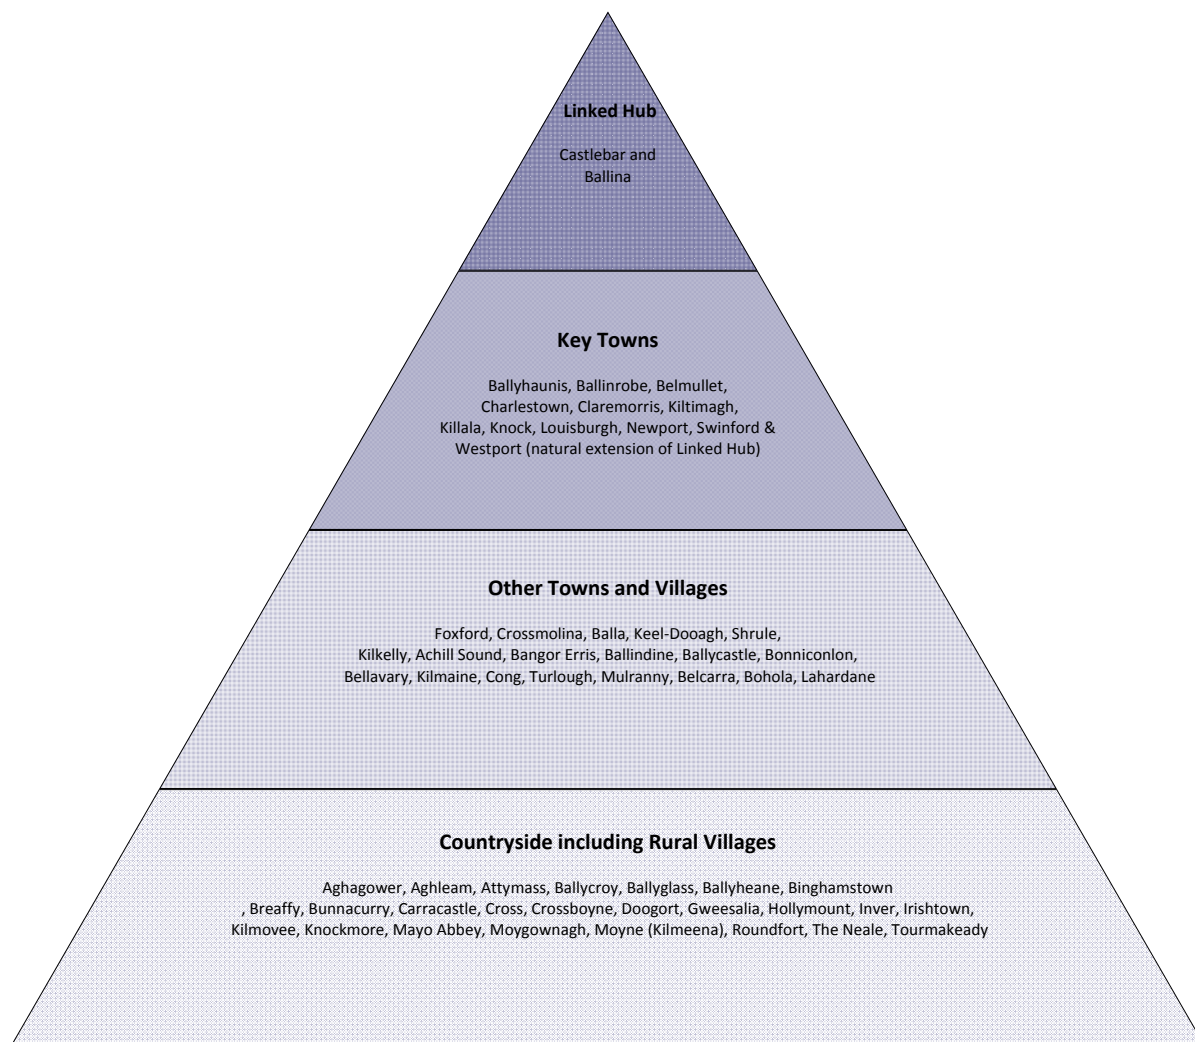 Linked Hub
Castlebar and
Ballina
Key Towns
Ballyhaunis, Ballinrobe, Belmullet,
Charlestown, Claremorris, Kiltimagh,
Killala, Knock, Louisburgh, Newport, Swinford &
Westport (natural extension of Linked Hub)
Other Towns and Villages
Foxford, Crossmolina, Balla, Keel-Dooagh, Shrule,
Kilkelly, Achill Sound, Bangor Erris, Ballindine, Ballycastle, Bonniconlon,
Bellavary, Kilmaine, Cong, Turlough, Mulranny, Belcarra, Bohola, Lahardane
Countryside including Rural Villages
Aghagower, Aghleam, Attymass, Ballycroy, Ballyglass, Ballyheane, Binghamstown
, Breaffy, Bunnacurry, Carracastle, Cross, Crossboyne, Doogort, Gweesalia, Hollymount, Inver, Irishtown,
Kilmovee, Knockmore, Mayo Abbey, Moygownagh, Moyne (Kilmeena), Roundfort, The Neale, Tourmakeady